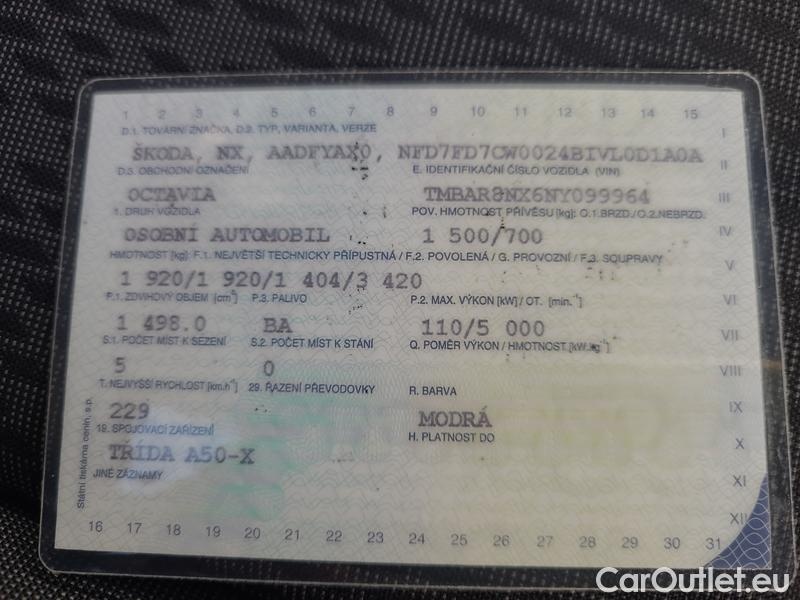 1 2 3 4 5 6 7 8 9 10 11 12 13 14 15
D.1. TOVÁRNÍ ZNAČKA, D.2. TYP, VARIANTA, VERZE
I
ŠKODA, NX, AADFYAX0, NFD7FD7CW0024BIVL0D1A0A
D.3. OBCHODNÍ OZNAČENÍ E. IDENTIFIKAČNÍ ČÍSLO VOZIDLA (VIN)
II
OCTAVIA TMBAR8NX6NY099964
III
1. DRUH VOZIDLA POV. HMOTNOST PŘÍVĚSU [kg]: O.1. BRZD./O.2. NEBRZD.
OSOBNÍ AUTOMOBIL 1 500/700
IV
HMOTNOST [kg]: F.1. NEJVĚTŠÍ TECHNICKY PŘÍPUSTNÁ / F.2. POVOLENÁ / G. PROVOZNÍ / F.3. SOUPRAVY
1 920/1 920/1 404/3 420
V
P.1. ZDVIHOVÝ OBJEM [cm³] P.3. PALIVO P.2. MAX. VÝKON [kW] / OT. [min.⁻¹]
VI
1 498.0 BA 110/5 000
VII
S.1. POČET MÍST K SEZENÍ S.2. POČET MÍST K STÁNÍ Q. POMĚR VÝKON / HMOTNOST [kW.kg⁻¹]
5 0
VIII
T. NEJVYŠŠÍ RYCHLOST [km.h⁻¹] 29. ŘAZENÍ PŘEVODOVKY R. BARVA
229 MODRÁ
IX
19. SPOJOVACÍ ZAŘÍZENÍ H. PLATNOST DO
TŘÍDA A50-X
X
JINÉ ZÁZNAMY
XI
XII
16 17 18 19 20 21 22 23 24 25 26 27 28 29 30 31
Státní tiskárna cenin, s.p.
CarOutlet.eu